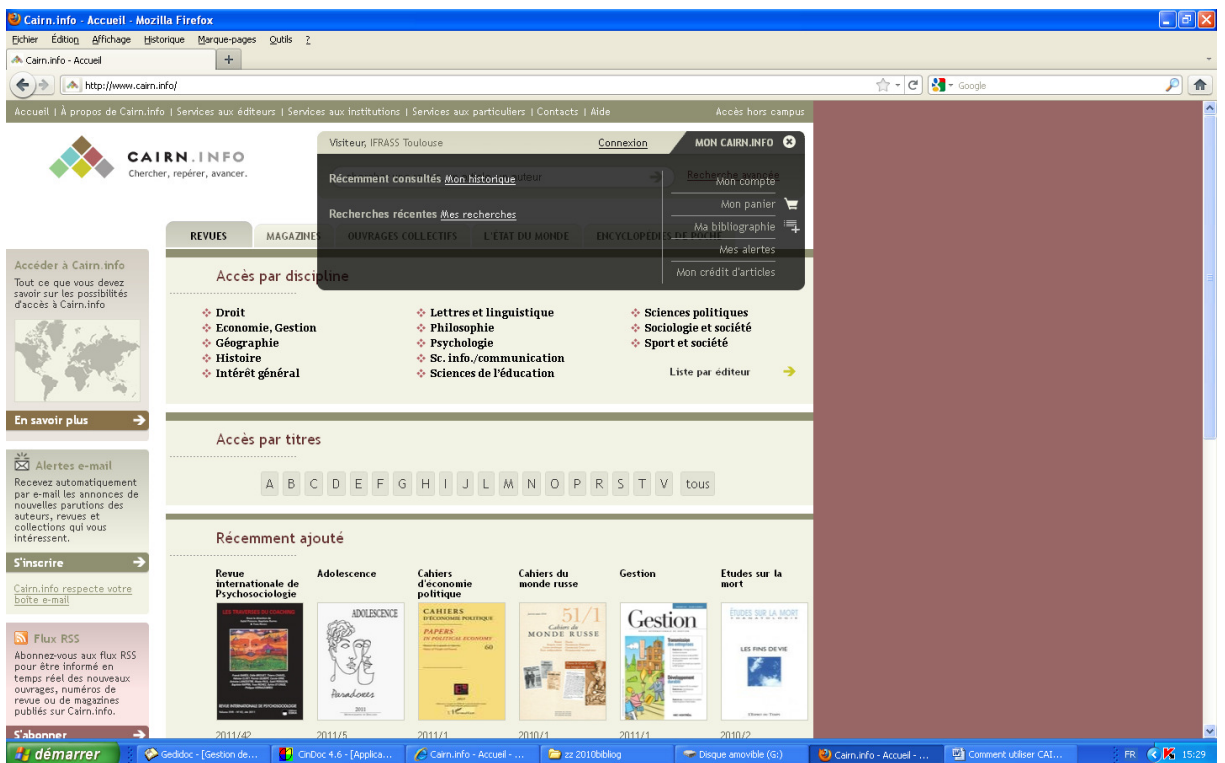 Cairn.info - Accueil - Mozilla Firefox
Fichier Édition Affichage Historique Marque-pages Outils ?
Cairn.info - Accueil
http://www.cairn.info/
Google
Accueil | À propos de Cairn.info | Services aux éditeurs | Services aux institutions | Services aux particuliers | Contacts | Aide Accès hors campus
CAIRN.INFO
Chercher, repérer, avancer.
Visiteur, IFRASS Toulouse Connexion MON CAIRN.INFO
Récemment consultés Mon historique
auteur
Recherche avancée
Mon compte
Mon panier
Recherches récentes Mes recherches
Ma bibliographie
Mes alertes
Mon crédit d'articles
REVUES MAGAZINES OUVRAGES COLLECTIFS L'ÉTAT DU MONDE ENCYCLOPÉDIES DE POCHE
Accéder à Cairn.info
Tout ce que vous devez
savoir sur les possibilités
d'accès à Cairn.info
En savoir plus
Alertes e-mail
Recevez automatiquement
par e-mail les annonces de
nouvelles parutions des
auteurs, revues et
collections qui vous
intéressent.
S'inscrire
Cairn.info respecte votre
boîte e-mail
Flux RSS
Abonnez-vous aux flux RSS
pour être informé en
temps réel des nouveaux
ouvrages, numéros de
revue ou de magazines
publiés sur Cairn.info.
S'abonner
Accès par discipline
Droit
Economie, Gestion
Géographie
Histoire
Intérêt général
Lettres et linguistique
Philosophie
Psychologie
Sc. info./communication
Sciences de l'éducation
Sciences politiques
Sociologie et société
Sport et société
Liste par éditeur
Accès par titres
A B C D E F G H I J L M N O P R S T V tous
Récemment ajouté
Revue
internationale de
Psychosociologie
Adolescence
Cahiers
d'économie
politique
Cahiers du
monde russe
Gestion
Etudes sur la
mort
ADOLESCENCE
Paradoxes
2011
CAHIERS
D'ÉCONOMIE POLITIQUE
PAPERS
IN POLITICAL ECONOMY
60
51/1
Cahiers du
MONDE RUSSE
Gestion
ÉTUDES SUR LA MORT
LES FINS DE VIE
2011/42 2011/5 2011/1 2010/1 2011/1 2010/2
démarrer
Gedidoc - [Gestion de...
CinDoc 4.6 - [Applica...
Cairn.info - Accueil - ...
zz 2010bibliog
Disque amovible (G:)
Cairn.info - Accueil - ...
Comment utiliser CAI...
FR
15:29